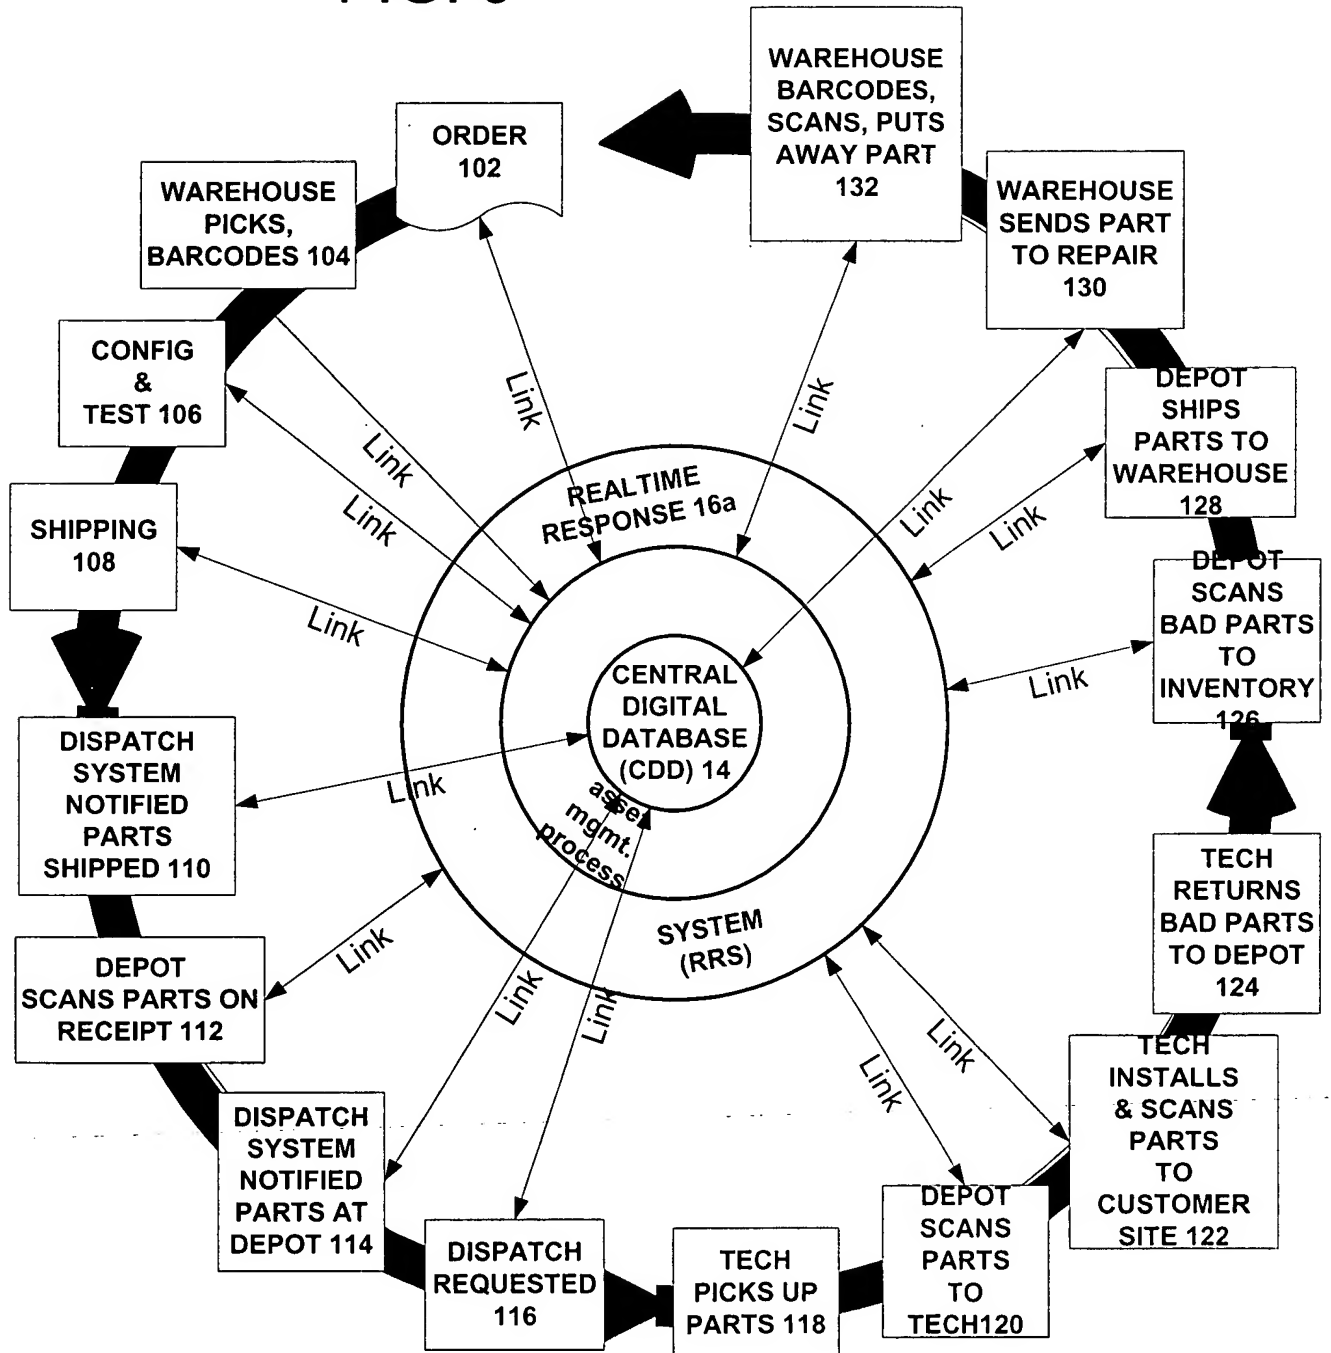 ORDER
102
WAREHOUSE
PICKS,
BARCODES 104
CONFIG
&
TEST 106
SHIPPING
108
DISPATCH
SYSTEM
NOTIFIED
PARTS
SHIPPED 110
DEPOT
SCANS PARTS ON
RECEIPT 112
DISPATCH
SYSTEM
NOTIFIED
PARTS AT
DEPOT 114
DISPATCH
REQUESTED
116
TECH
PICKS UP
PARTS 118
DEPOT
SCANS
PARTS
TO
TECH120
TECH
INSTALLS
& SCANS
PARTS
TO
CUSTOMER
SITE 122
TECH
RETURNS
BAD PARTS
TO DEPOT
124
DEPOT
SCANS
BAD PARTS
TO
INVENTORY
126
DEPOT
SHIPS
PARTS TO
WAREHOUSE
128
WAREHOUSE
SENDS PART
TO REPAIR
130
WAREHOUSE
BARCODES,
SCANS, PUTS
AWAY PART
132
Link
Link
Link
Link
Link
Link
Link
Link
Link
Link
Link
Link
Link
Link
REALTIME
RESPONSE 16a
CENTRAL
DIGITAL
DATABASE
(CDD) 14
asse
mgmt.
process
SYSTEM
(RRS)